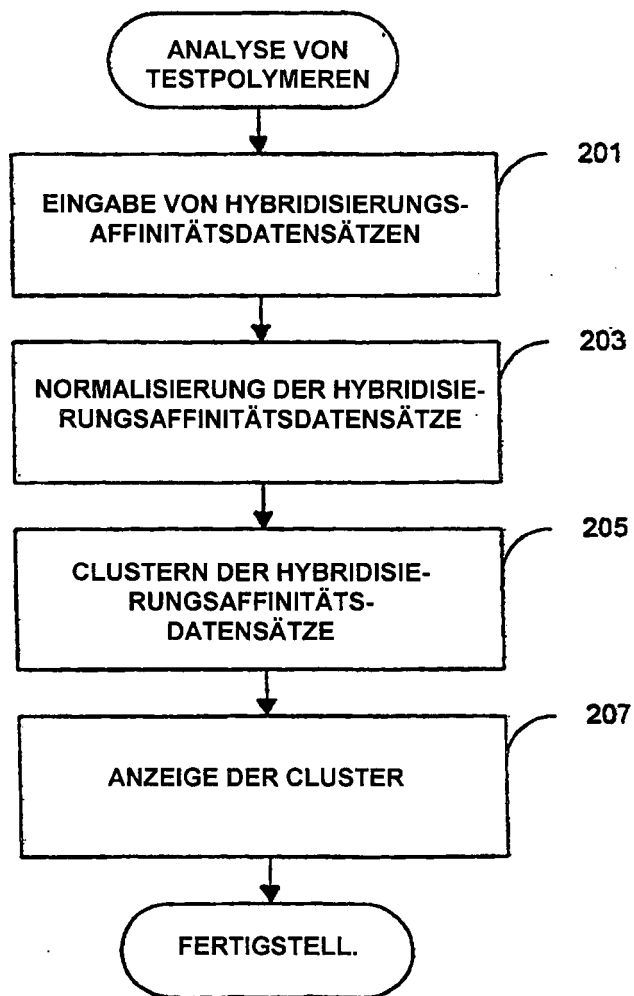 ANALYSE VON
TESTPOLYMEREN
201
EINGABE VON HYBRIDISIERUNGS-
AFFINITÄTSDATENSÄTZEN
203
NORMALISIERUNG DER HYBRIDISIE-
RUNGSAFFINITÄTSDATENSÄTZE
205
CLUSTERN DER HYBRIDISIE-
RUNGSAFFINITÄTS-
DATENSÄTZE
207
ANZEIGE DER CLUSTER
FERTIGSTELL.